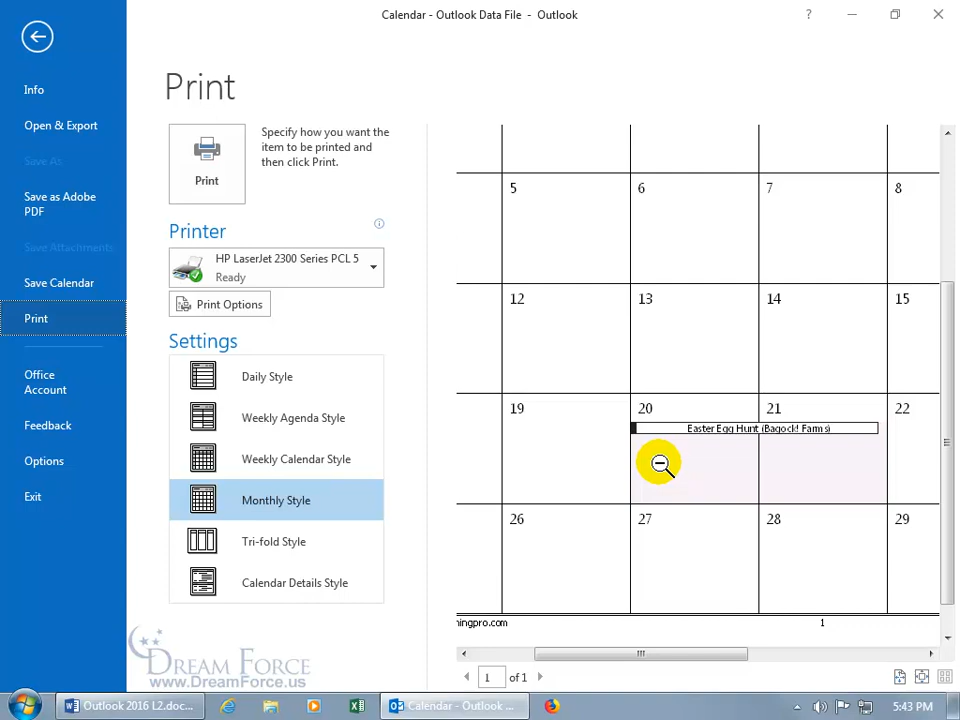 Calendar - Outlook Data File - Outlook
?
Info
Open & Export
Save As
Save as Adobe
PDF
Save Attachments
Save Calendar
Print
Office
Account
Feedback
Options
Exit
Print
Print
Specify how you want the
item to be printed and
then click Print.
Printer
HP LaserJet 2300 Series PCL 5
Ready
Print Options
Settings
Daily Style
Weekly Agenda Style
Weekly Calendar Style
Monthly Style
Tri-fold Style
Calendar Details Style
5 6 7 8
12 13 14 15
19 20 21 22
Easter Egg Hunt (Bagock! Farms)
26 27 28 29
ningpro.com 1
1 of 1
DREAM FORCE
www.DreamForce.us
Outlook 2016 L2.doc...
Calendar - Outlook ...
5:43 PM